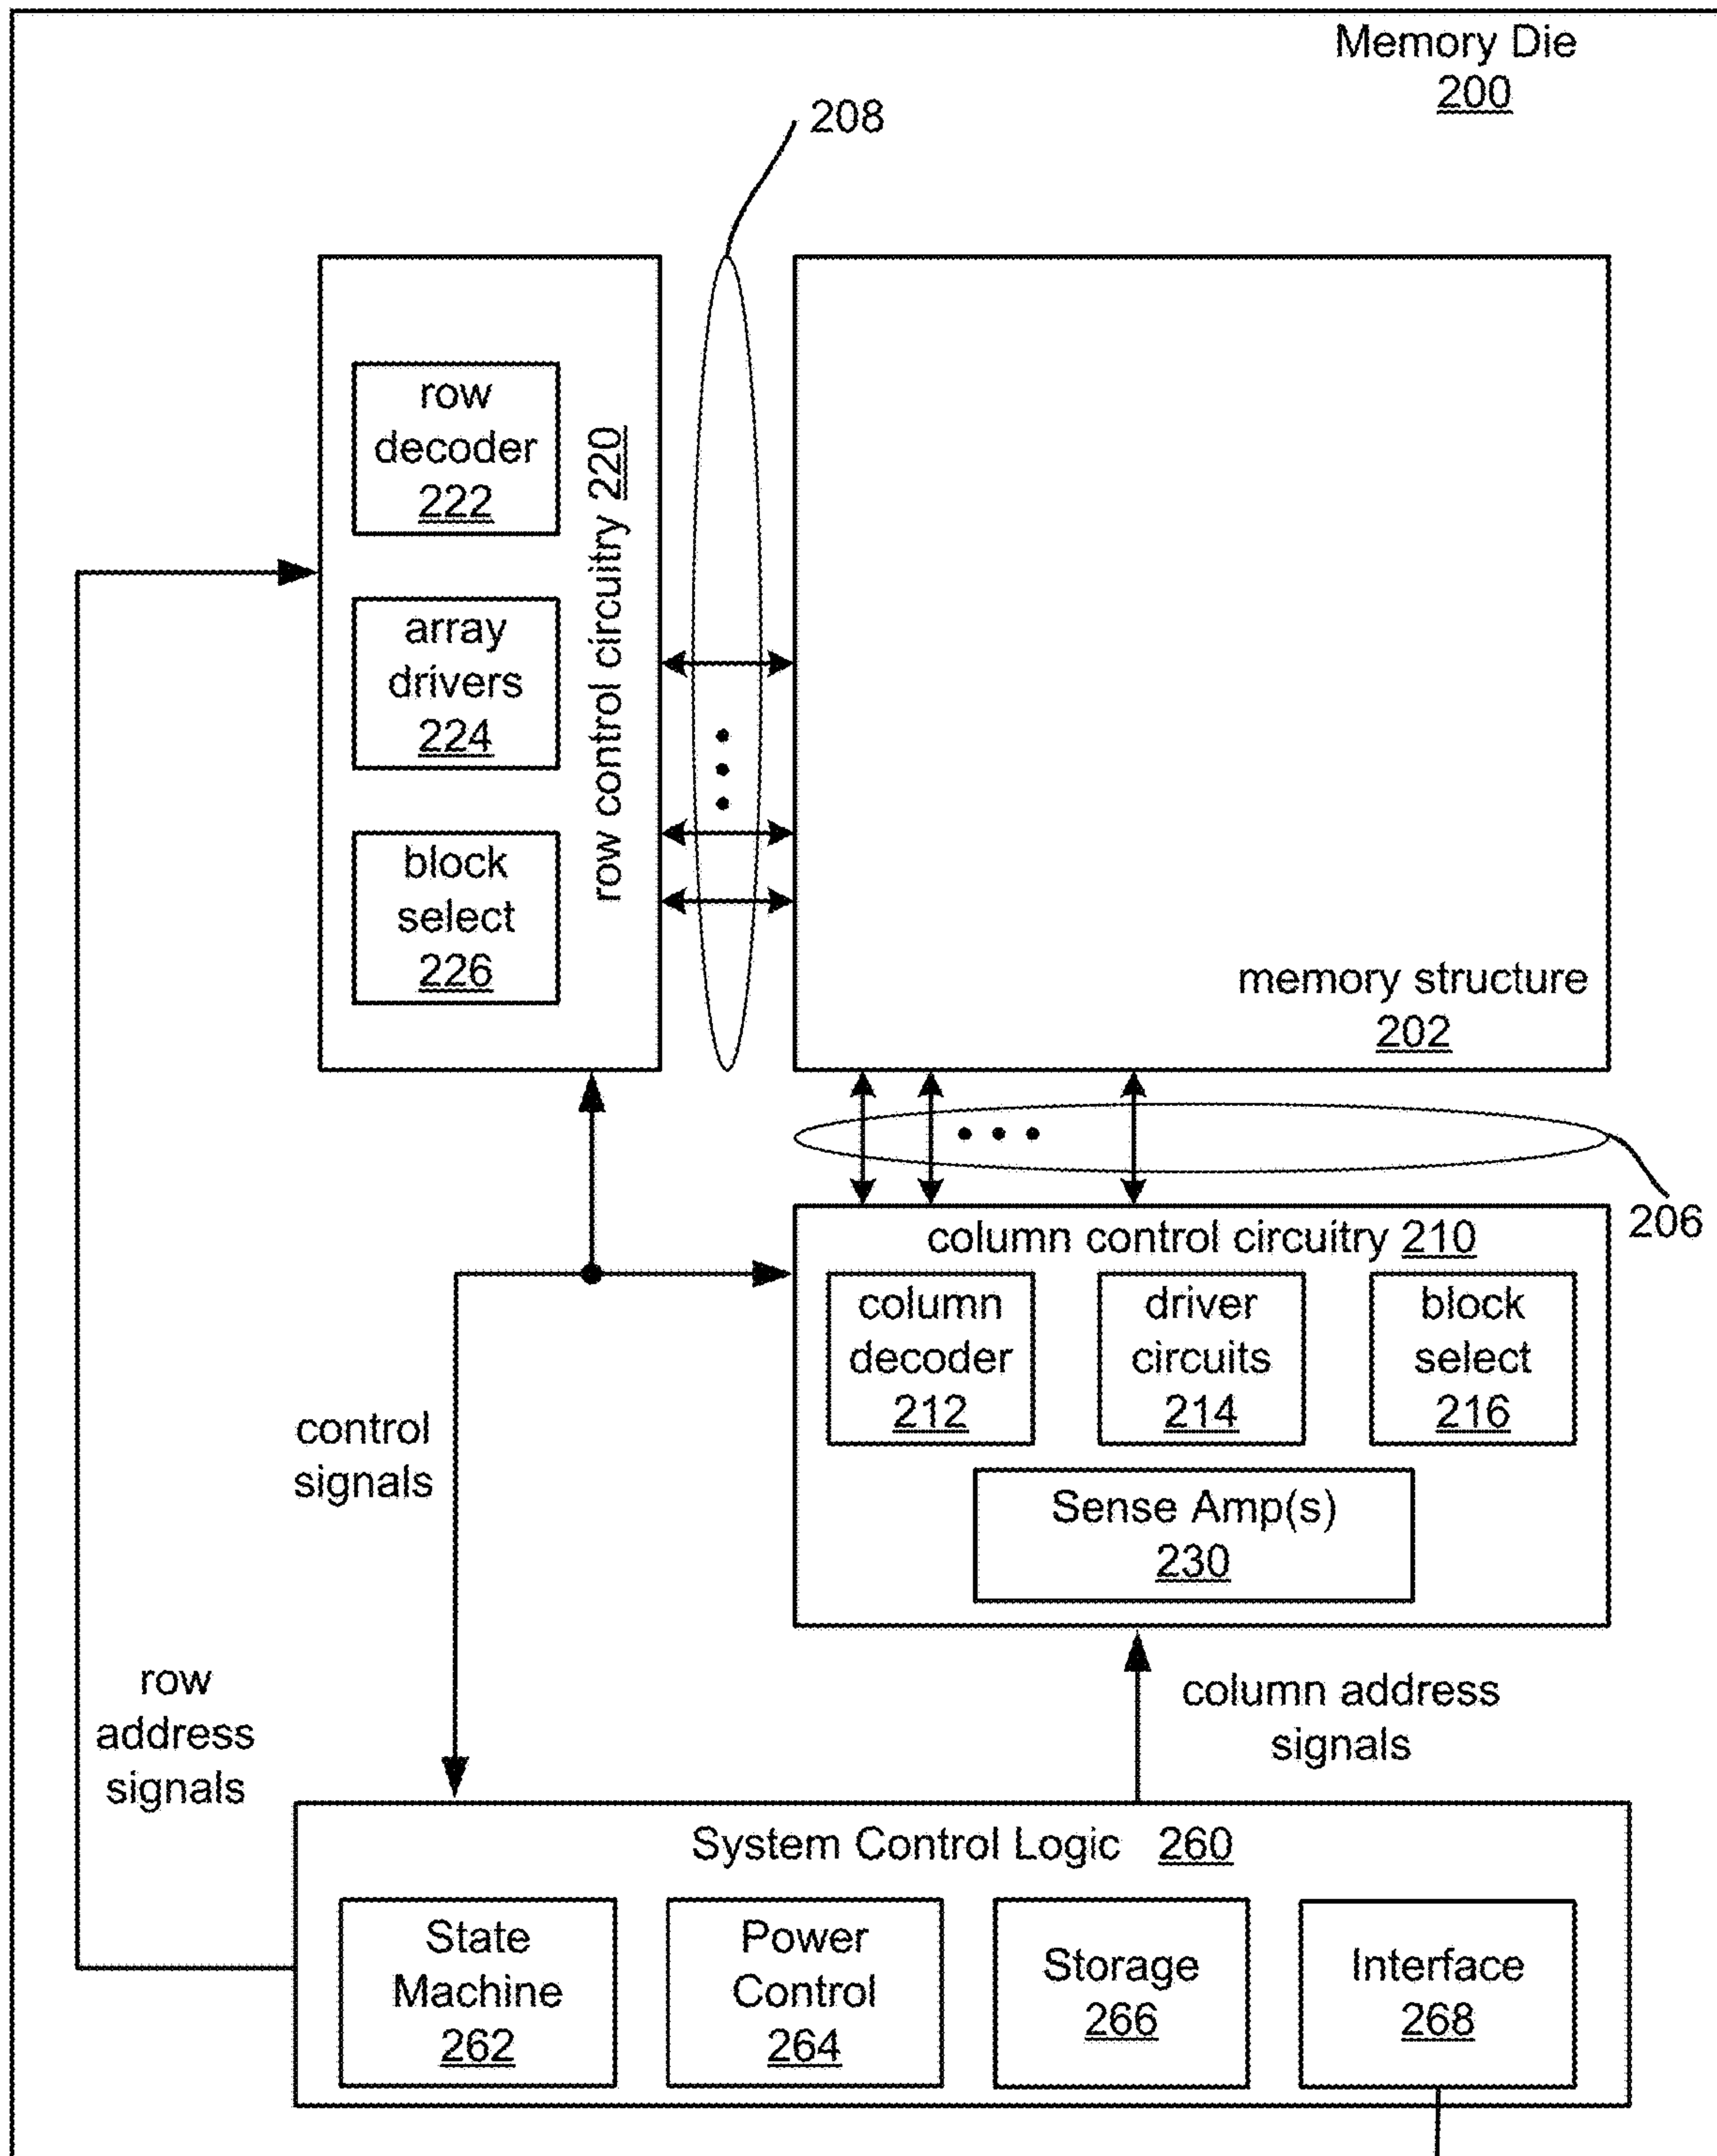 Memory Die
200
208
row
decoder
222
array
drivers
224
block
select
226
row control circuitry 220
memory structure
202
206
column control circuitry 210
column
decoder
212
driver
circuits
214
block
select
216
Sense Amp(s)
230
control
signals
row
address
signals
column address
signals
System Control Logic 260
State
Machine
262
Power
Control
264
Storage
266
Interface
268